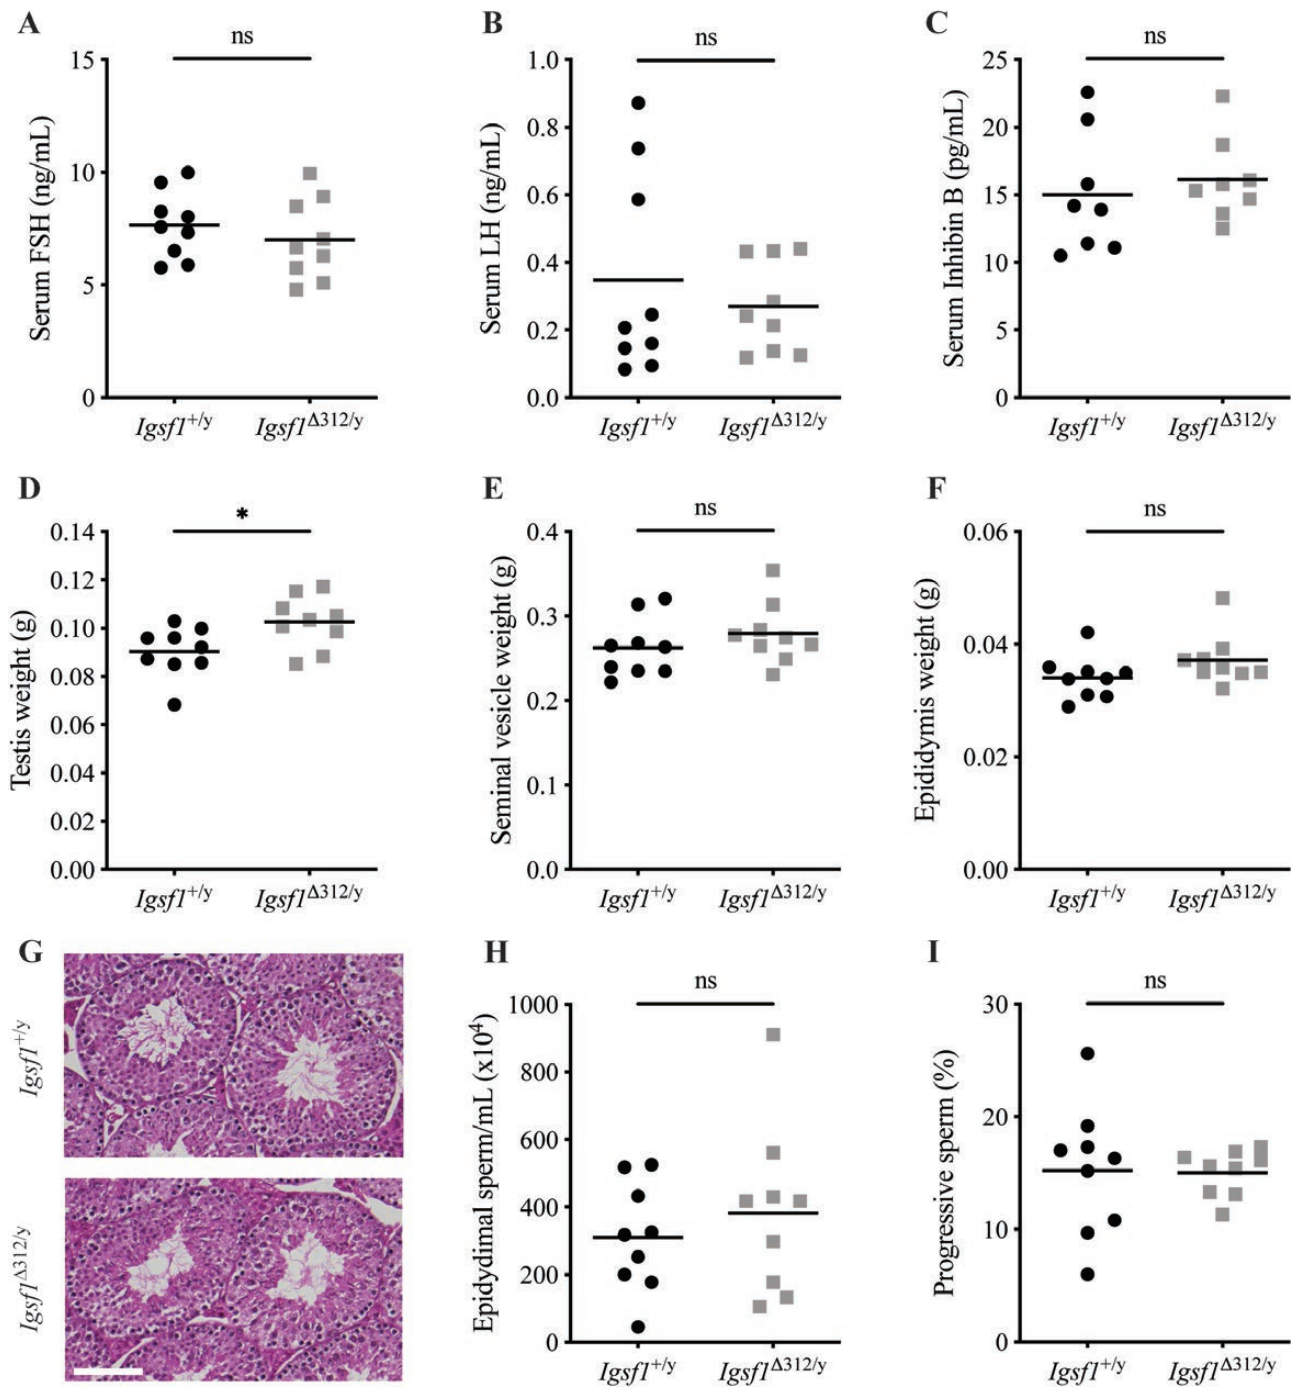 A
ns
15
10
5
0
Serum FSH (ng/mL)
Igsf1+/y
Igsf1Δ312/y
B
ns
1.0
0.8
0.6
0.4
0.2
0.0
Serum LH (ng/mL)
Igsf1+/y
Igsf1Δ312/y
C
ns
25
20
15
10
5
0
Serum Inhibin B (pg/mL)
Igsf1+/y
Igsf1Δ312/y
D
*
0.14
0.12
0.10
0.08
0.06
0.04
0.02
0.00
Testis weight (g)
Igsf1+/y
Igsf1Δ312/y
E
ns
0.4
0.3
0.2
0.1
0.0
Seminal vesicle weight (g)
Igsf1+/y
Igsf1Δ312/y
F
ns
0.06
0.04
0.02
0.00
Epididymis weight (g)
Igsf1+/y
Igsf1Δ312/y
G
Igsf1+/y
Igsf1Δ312/y
H
ns
1000
800
600
400
200
0
Epidydimal sperm/mL (x10⁴)
Igsf1+/y
Igsf1Δ312/y
I
ns
30
20
10
0
Progressive sperm (%)
Igsf1+/y
Igsf1Δ312/y